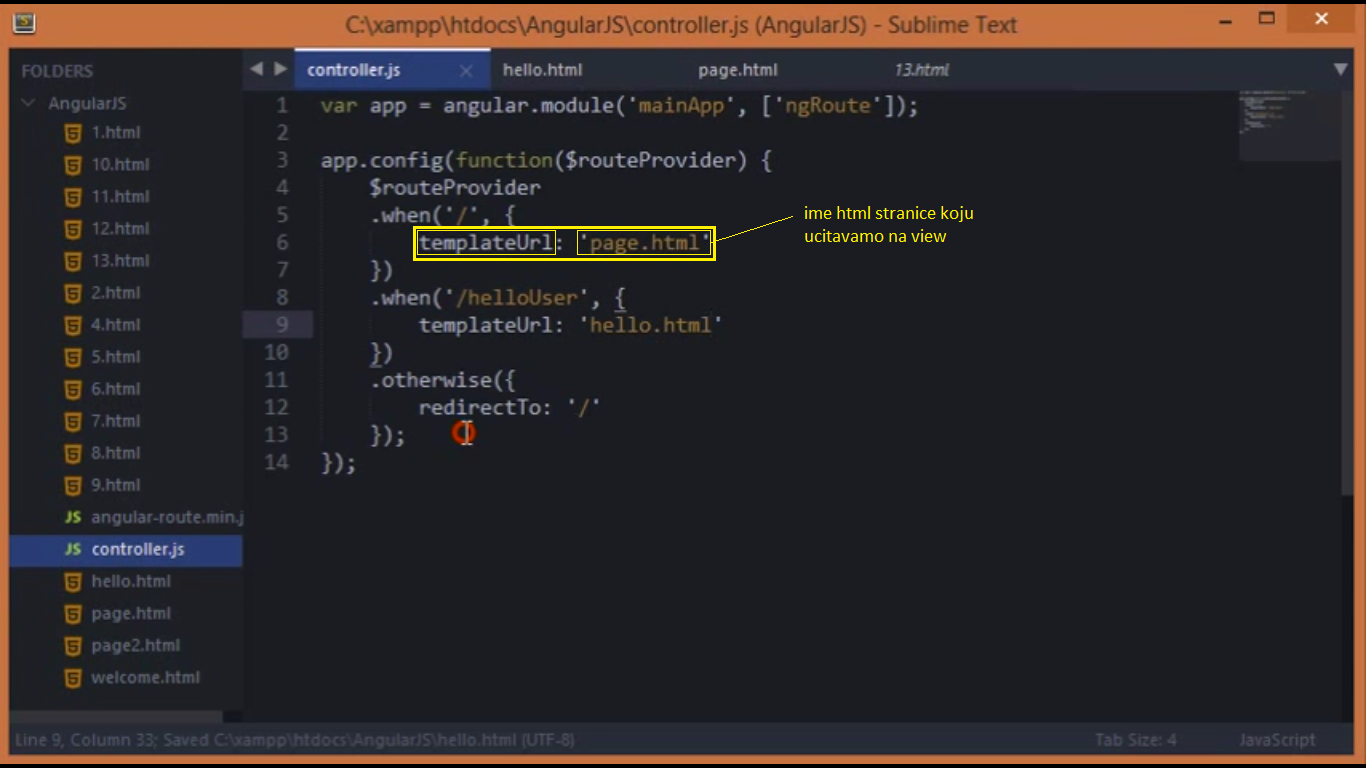 C:\xampp\htdocs\AngularJS\controller.js (AngularJS) - Sublime Text
FOLDERS
AngularJS
1.html
10.html
11.html
12.html
13.html
2.html
4.html
5.html
6.html
7.html
8.html
9.html
angular-route.min.j
controller.js
hello.html
page.html
page2.html
welcome.html
controller.js hello.html page.html 13.html
1 var app = angular.module('mainApp', ['ngRoute']);
2
3 app.config(function($routeProvider) {
4 $routeProvider
5 .when('/', {
6 templateUrl: 'page.html'
7 })
8 .when('/helloUser', {
9 templateUrl: 'hello.html'
10 })
11 .otherwise({
12 redirectTo: '/'
13 });
14 });
ime html stranice koju
ucitavamo na view
Line 9, Column 33; Saved C:\xampp\htdocs\AngularJS\hello.html (UTF-8) Tab Size: 4 JavaScript